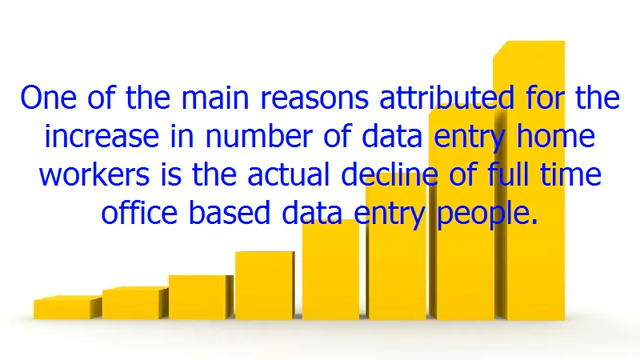 One of the main reasons attributed for the
increase in number of data entry home
workers is the actual decline of full time
office based data entry people.